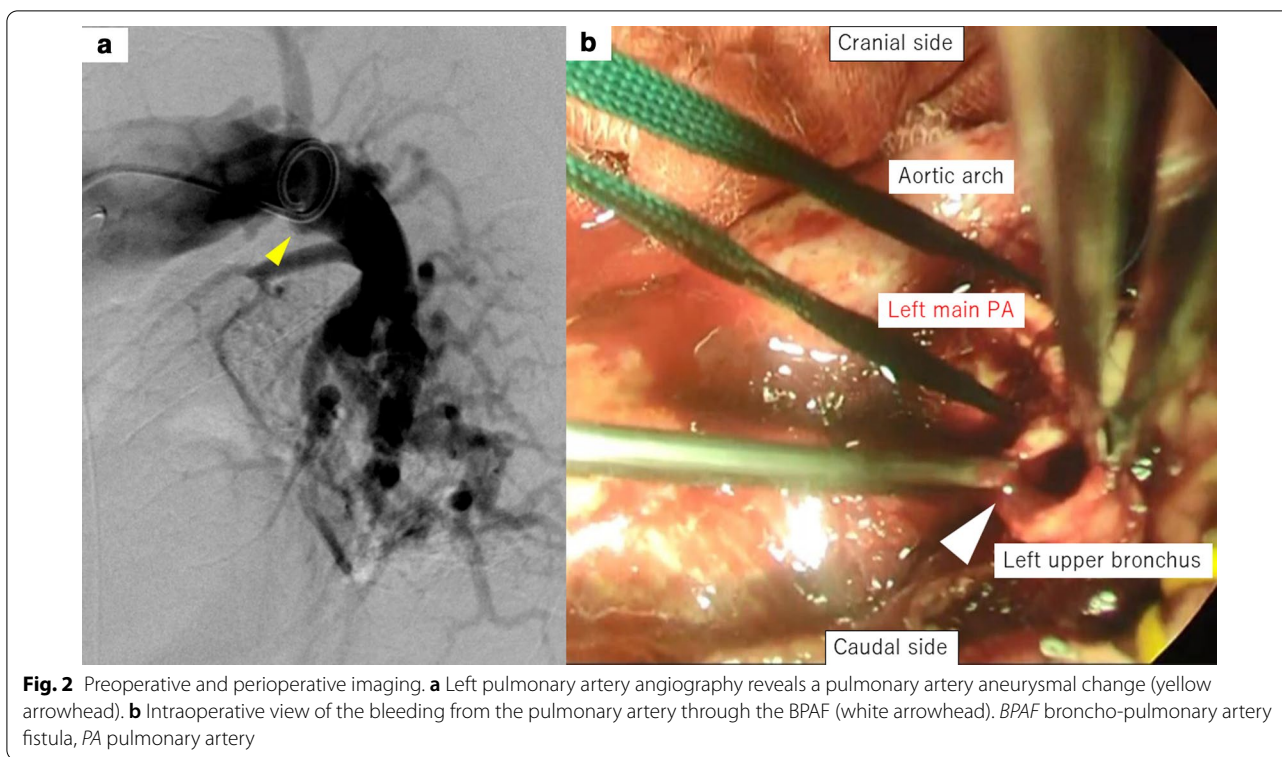 a
b
Cranial side
Aortic arch
Left main PA
Left upper bronchus
Caudal side
Fig. 2 Preoperative and perioperative imaging. a Left pulmonary artery angiography reveals a pulmonary artery aneurysmal change (yellow
arrowhead). b Intraoperative view of the bleeding from the pulmonary artery through the BPAF (white arrowhead). BPAF broncho-pulmonary artery
fistula, PA pulmonary artery